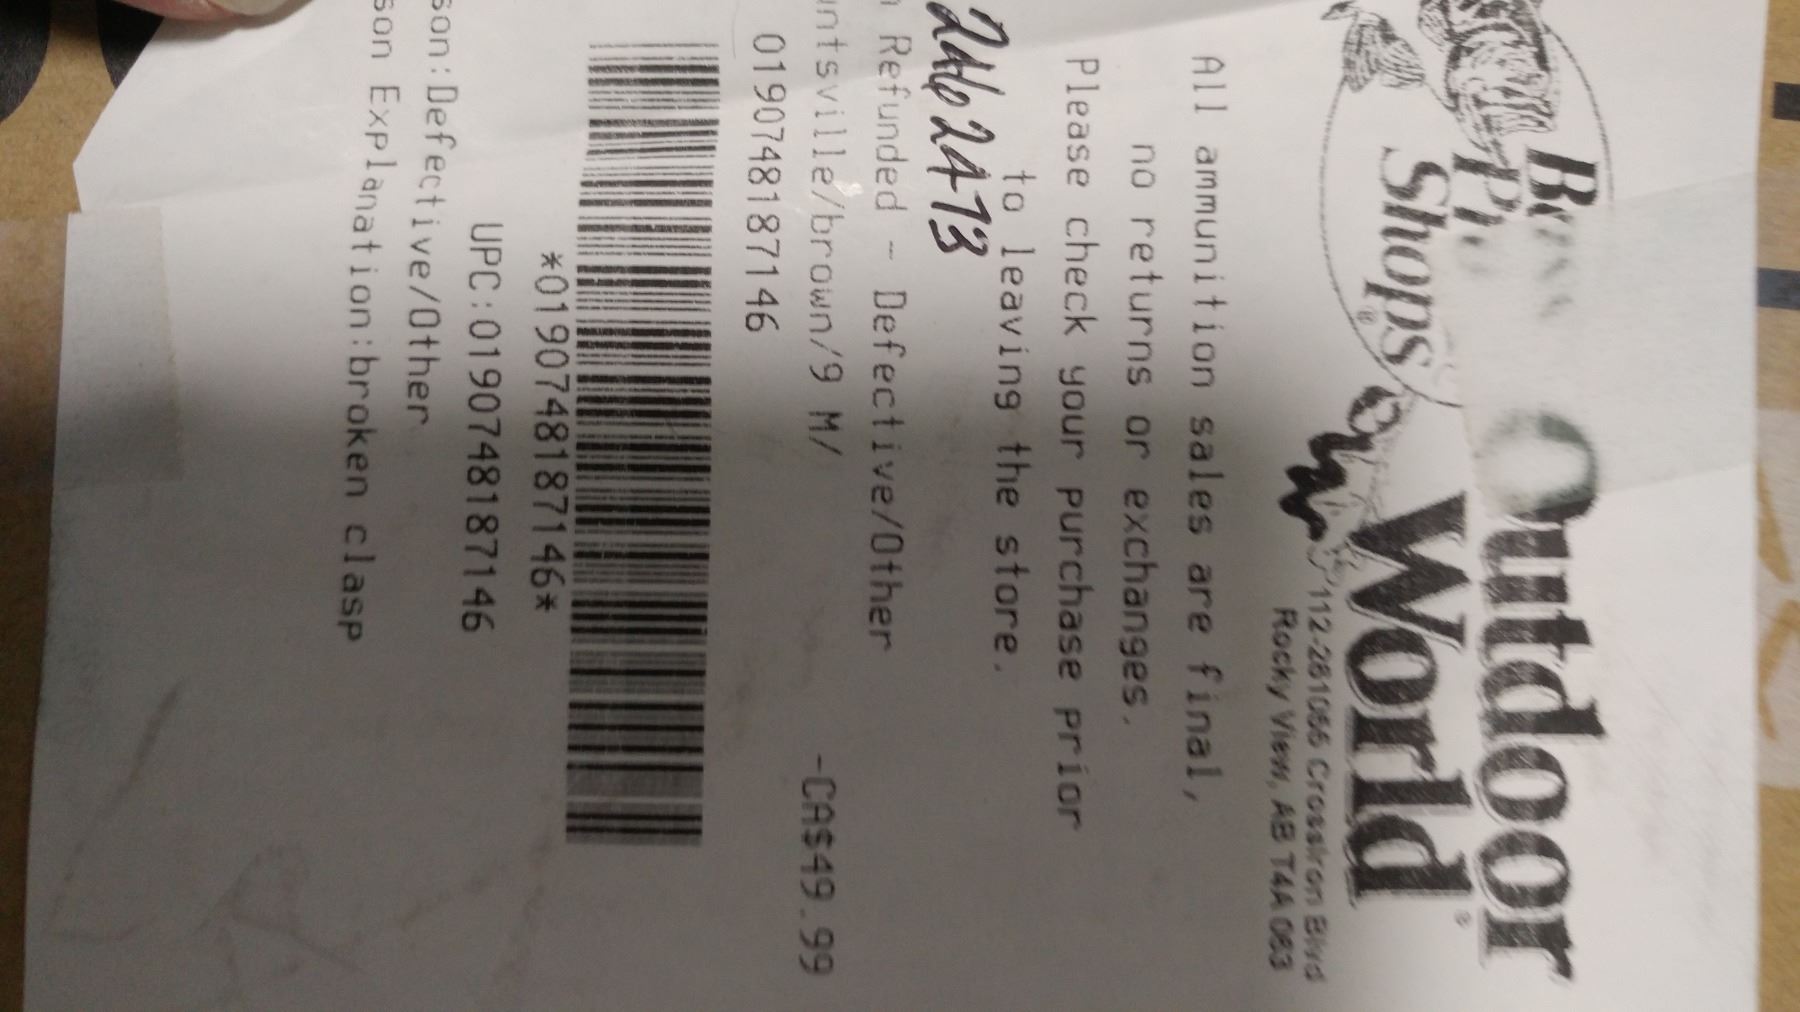 Shops®
Outdoor
World®
112-261055 CrossIron Blvd
Rocky View, AB T4A 0B3
All ammunition sales are final,
no returns or exchanges.
Please check your purchase prior
to leaving the store.
Refunded - Defective/Other
untsville/brown/9 M/ -CA$49.99
0190748187146
*0190748187146*
UPC:0190748187146
son:Defective/Other
son Explanation:broken clasp